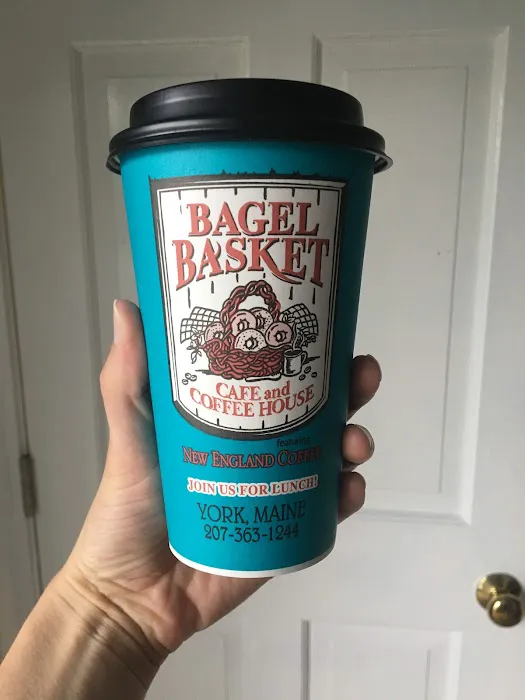 BAGEL
BASKET
CAFE and
COFFEE HOUSE
featuring
NEW ENGLAND COFFEE
JOIN US FOR LUNCH!
YORK, MAINE
207-363-1244